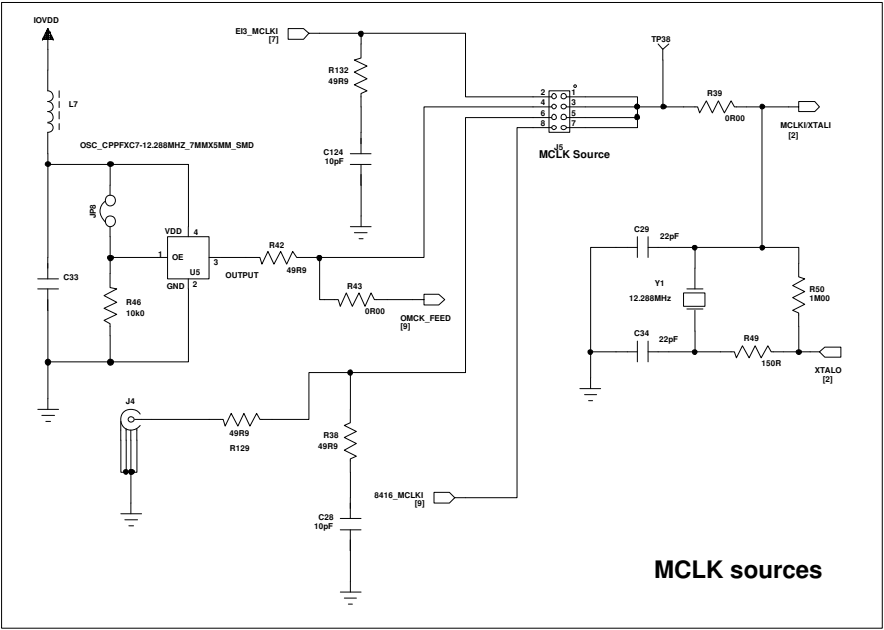 IOVDD
EI3_MCLKI
[7]
TP38
R132
49R9
L7
R39
0R00
2 1
4 3
6 5
8 7
MCLKI/XTALI
[2]
OSC_CPPFXC7-12.288MHZ_7MMX5MM_SMD
C124
10pF
J5
MCLK Source
JP8
VDD 4
1 OE
3
U5
GND 2
OUTPUT
R42
49R9
C29
22pF
C33
R46
10k0
R43
0R00
OMCK_FEED
[9]
Y1
12.288MHz
R50
1M00
C34
22pF
R49
150R
XTALO
[2]
J4
49R9
R129
R38
49R9
8416_MCLKI
[9]
C28
10pF
MCLK sources